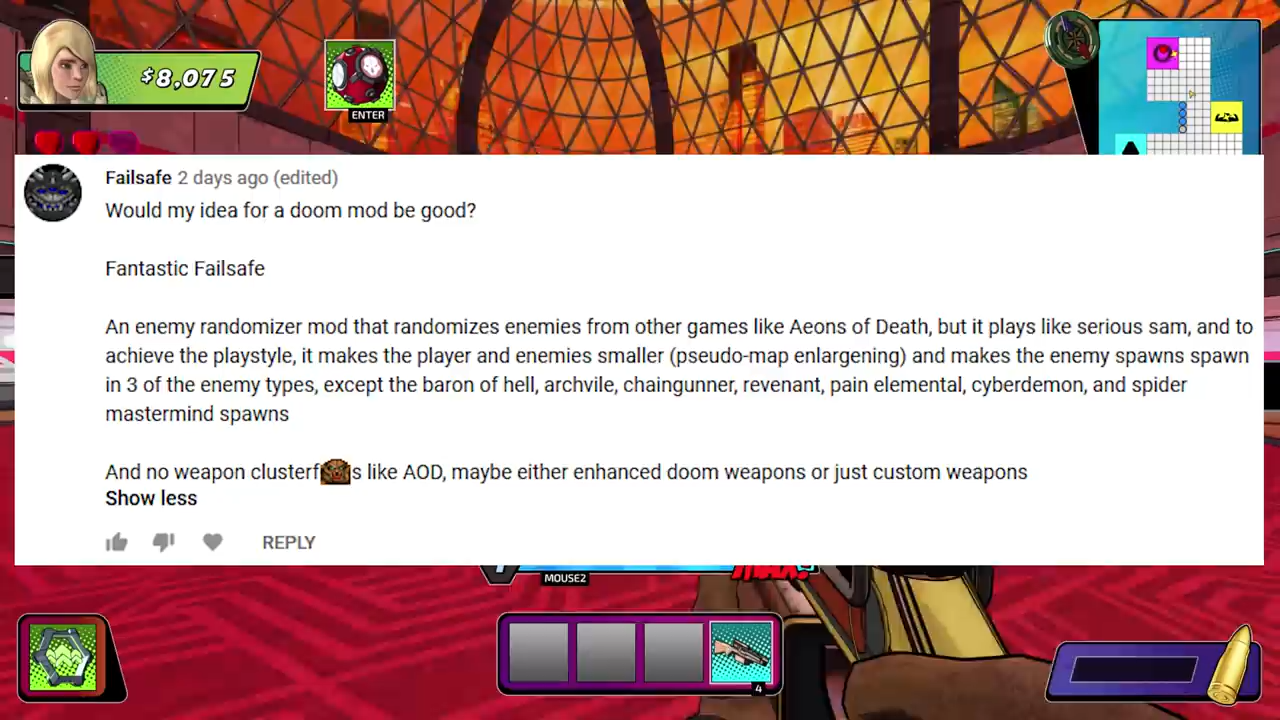 $8,075
ENTER
Failsafe 2 days ago (edited)
Would my idea for a doom mod be good?
Fantastic Failsafe
An enemy randomizer mod that randomizes enemies from other games like Aeons of Death, but it plays like serious sam, and to
achieve the playstyle, it makes the player and enemies smaller (pseudo-map enlargening) and makes the enemy spawns spawn
in 3 of the enemy types, except the baron of hell, archvile, chaingunner, revenant, pain elemental, cyberdemon, and spider
mastermind spawns
And no weapon clusterf s like AOD, maybe either enhanced doom weapons or just custom weapons
Show less
REPLY
MOUSE2
4